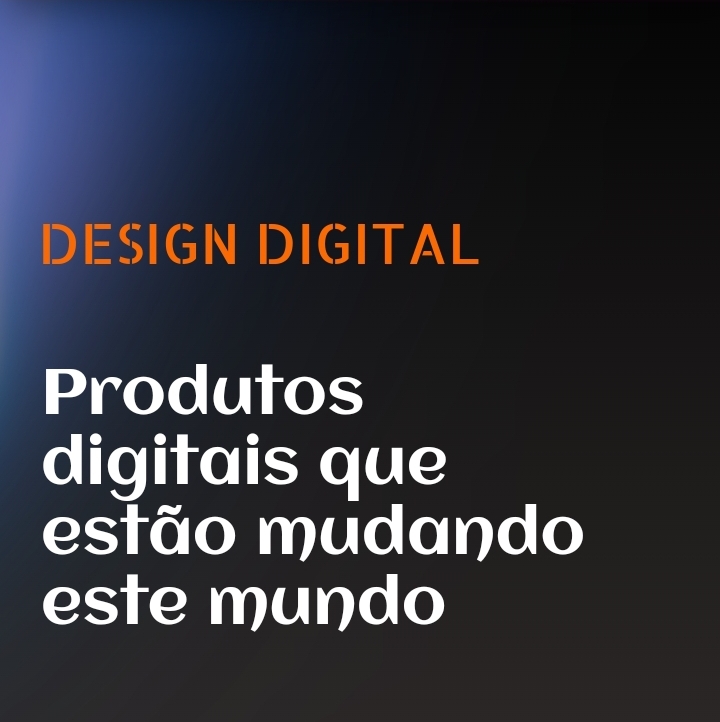 DESIGN DIGITAL
Produtos
digitais que
estão mudando
este mundo